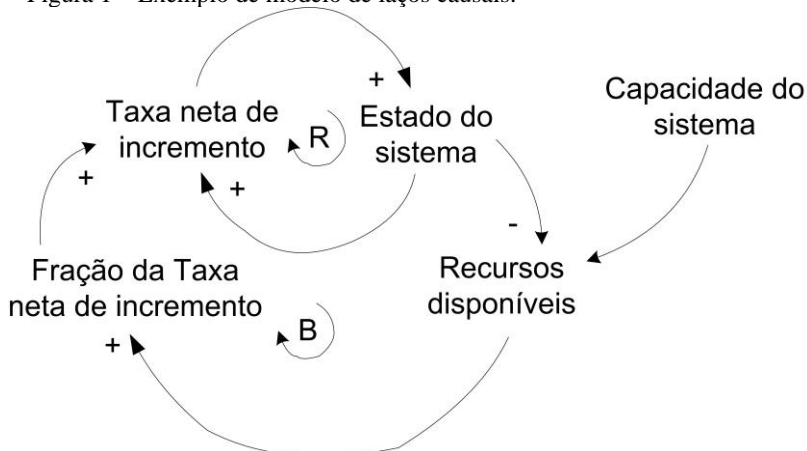 Figura 1 – Exemplo de modelo de laços causais.
+
Taxa neta de
incremento
R
Estado do
sistema
Capacidade do
sistema
+
+
-
Fração da Taxa
neta de incremento
Recursos
disponíveis
B
+